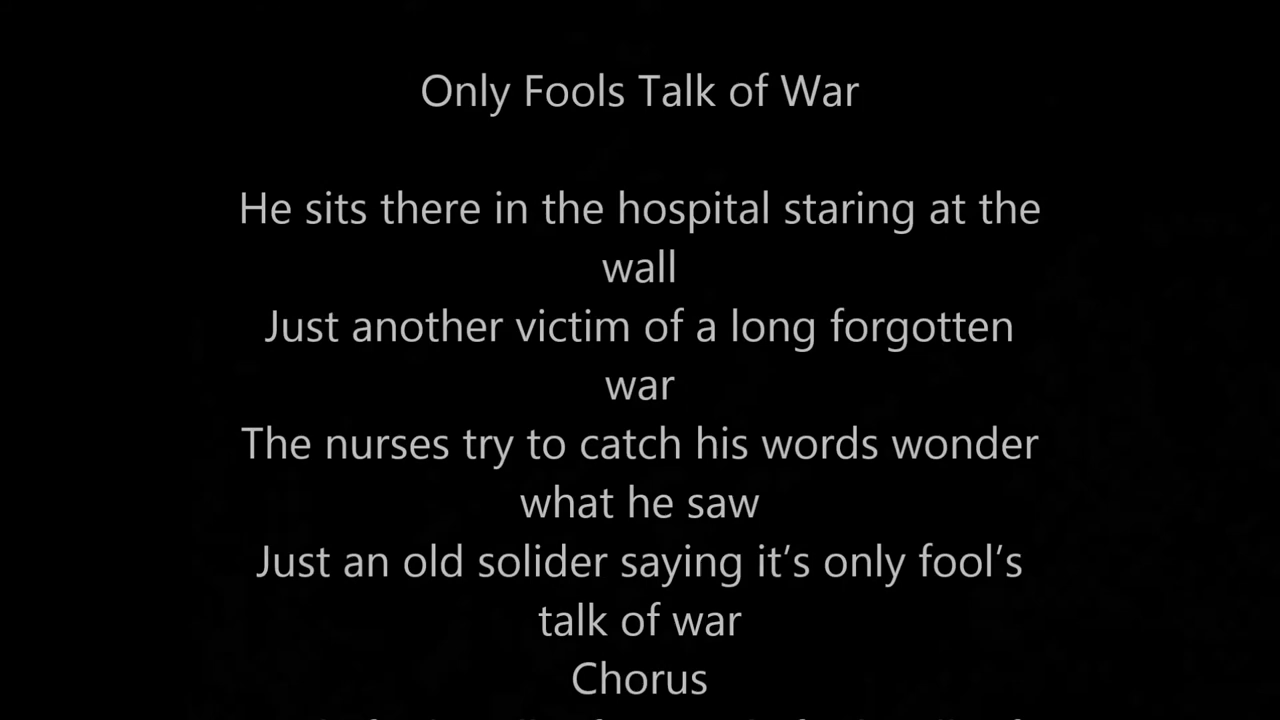 Only Fools Talk of War
He sits there in the hospital staring at the
wall
Just another victim of a long forgotten
war
The nurses try to catch his words wonder
what he saw
Just an old solider saying it’s only fool’s
talk of war
Chorus